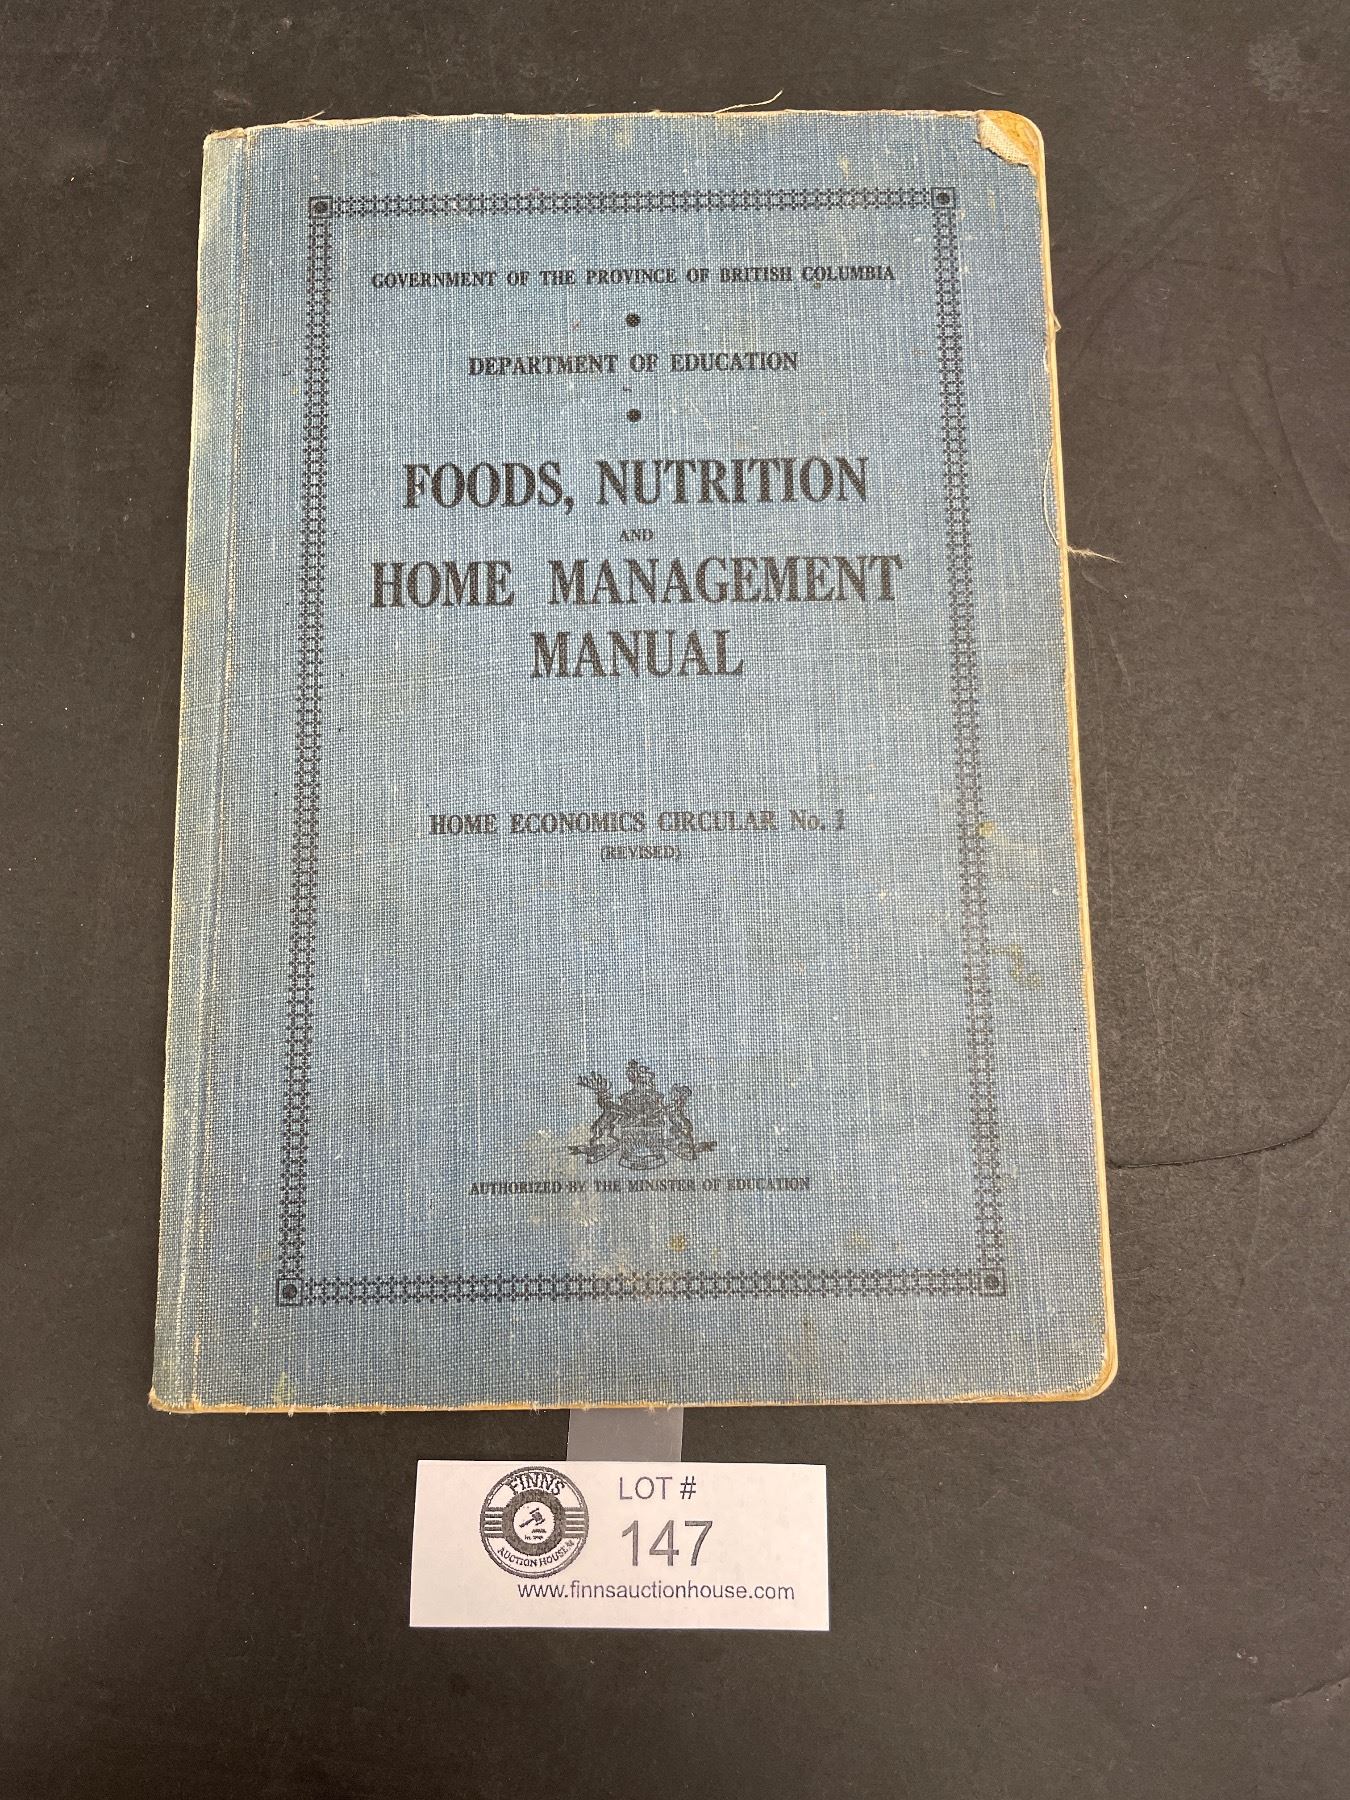 GOVERNMENT OF THE PROVINCE OF BRITISH COLUMBIA
DEPARTMENT OF EDUCATION
FOODS, NUTRITION
AND
HOME MANAGEMENT
MANUAL
HOME ECONOMICS CIRCULAR No. 1
(REVISED)
AUTHORIZED BY THE MINISTER OF EDUCATION
FINNS
AUCTION HOUSE
LOT #
147
www.finnsauctionhouse.com